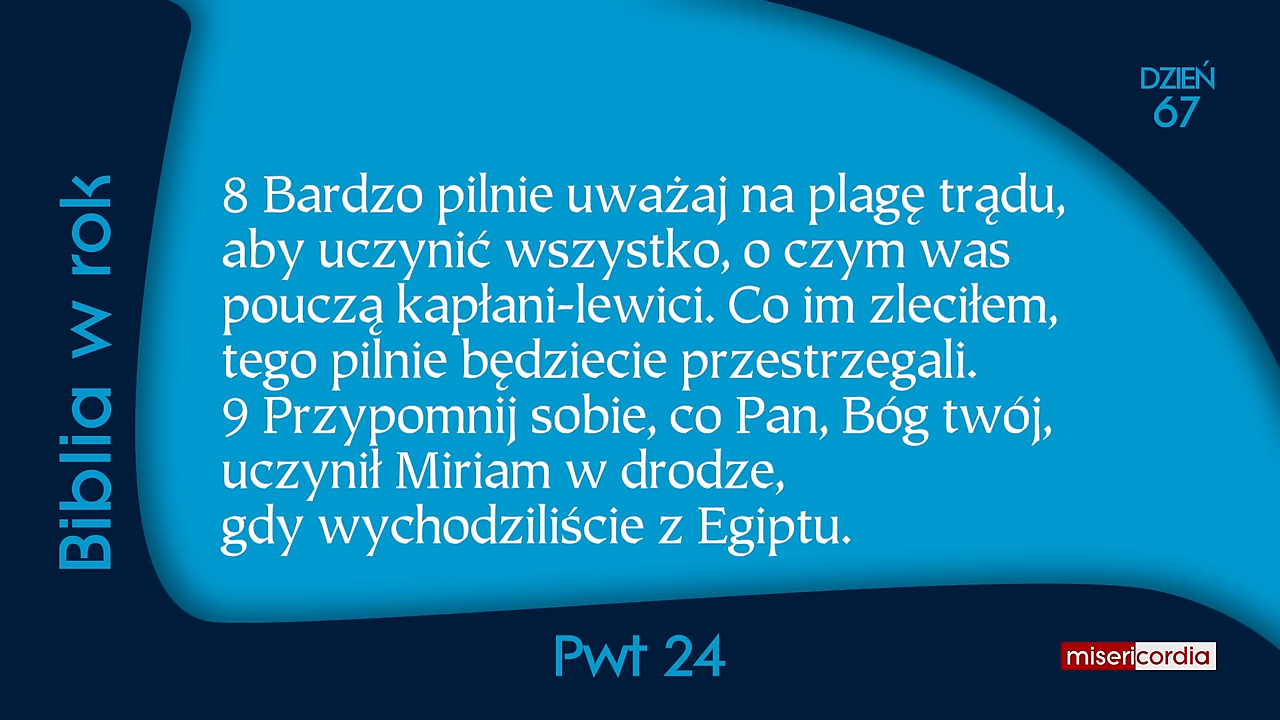 DZIEŃ
67
Biblia w rok
8 Bardzo pilnie uważaj na plagę trądu,
aby uczynić wszystko, o czym was
pouczą kapłani-lewici. Co im zleciłem,
tego pilnie będziecie przestrzegali.
9 Przypomnij sobie, co Pan, Bóg twój,
uczynił Miriam w drodze,
gdy wychodziliście z Egiptu.
Pwt 24
misericordia